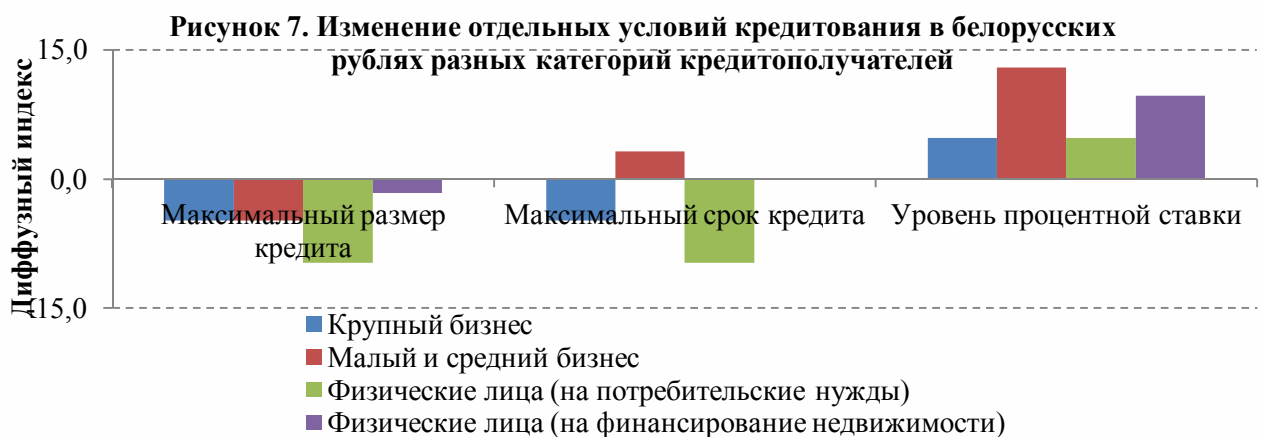 Рисунок 7. Изменение отдельных условий кредитования в белорусских
рублях разных категорий кредитополучателей
Диффузный индекс
15,0
0,0
-15,0
Максимальный размер
кредита
Максимальный срок кредита
Уровень процентной ставки
Крупный бизнес
Малый и средний бизнес
Физические лица (на потребительские нужды)
Физические лица (на финансирование недвижимости)